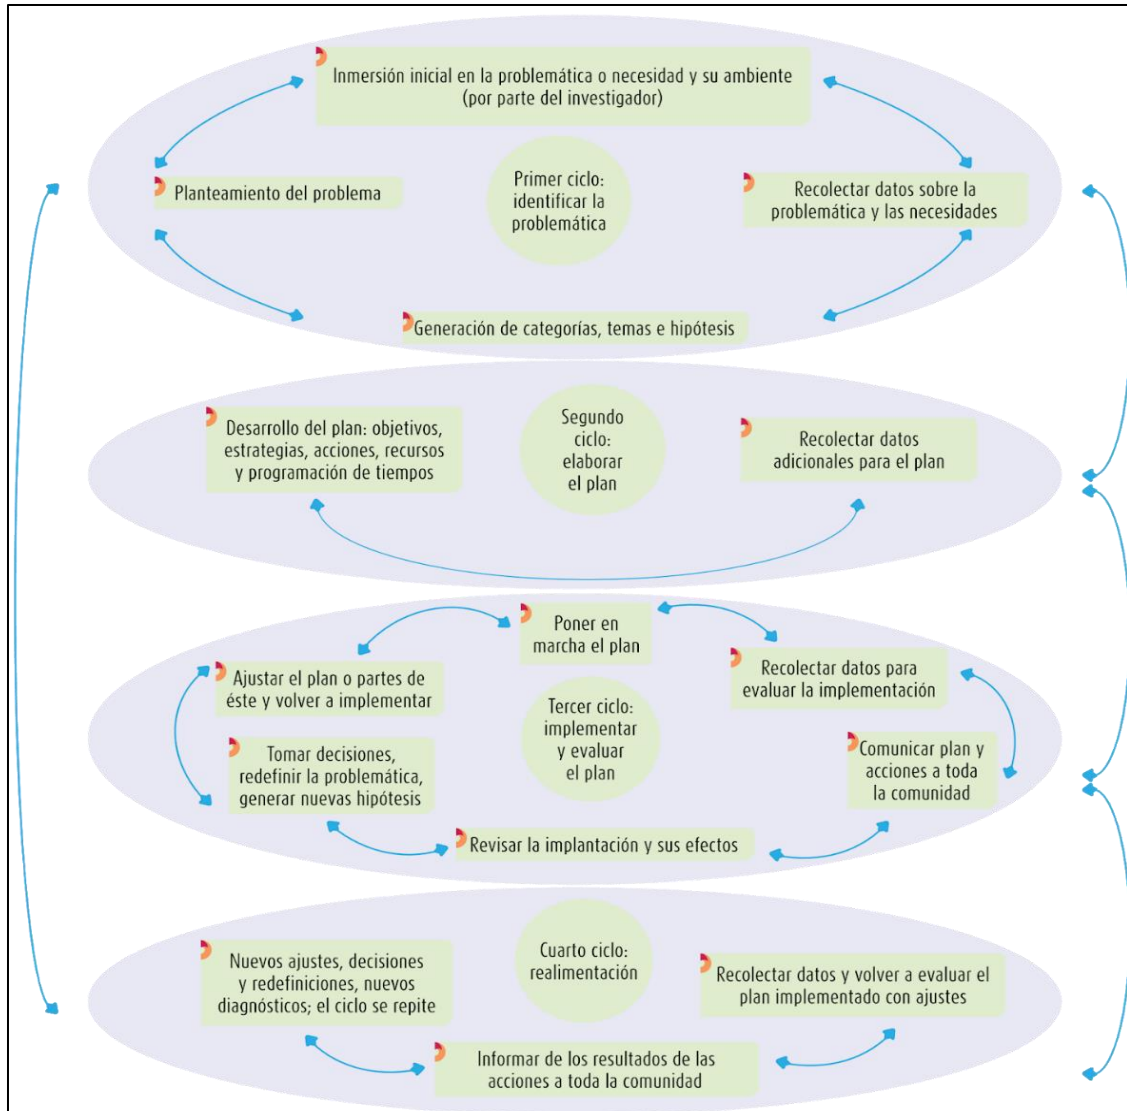 Inmersión inicial en la problemática o necesidad y su ambiente
(por parte del investigador)
Planteamiento del problema
Primer ciclo:
identificar la
problemática
Recolectar datos sobre la
problemática y las necesidades
Generación de categorías, temas e hipótesis
Desarrollo del plan: objetivos,
estrategias, acciones, recursos
y programación de tiempos
Segundo
ciclo:
elaborar
el plan
Recolectar datos
adicionales para el plan
Poner en
marcha el plan
Ajustar el plan o partes de
éste y volver a implementar
Recolectar datos para
evaluar la implementación
Tercer ciclo:
implementar
y evaluar
el plan
Tomar decisiones,
redefinir la problemática,
generar nuevas hipótesis
Comunicar plan y
acciones a toda
la comunidad
Revisar la implantación y sus efectos
Cuarto ciclo:
realimentación
Nuevos ajustes, decisiones
y redefiniciones, nuevos
diagnósticos; el ciclo se repite
Recolectar datos y volver a evaluar el
plan implementado con ajustes
Informar de los resultados de las
acciones a toda la comunidad